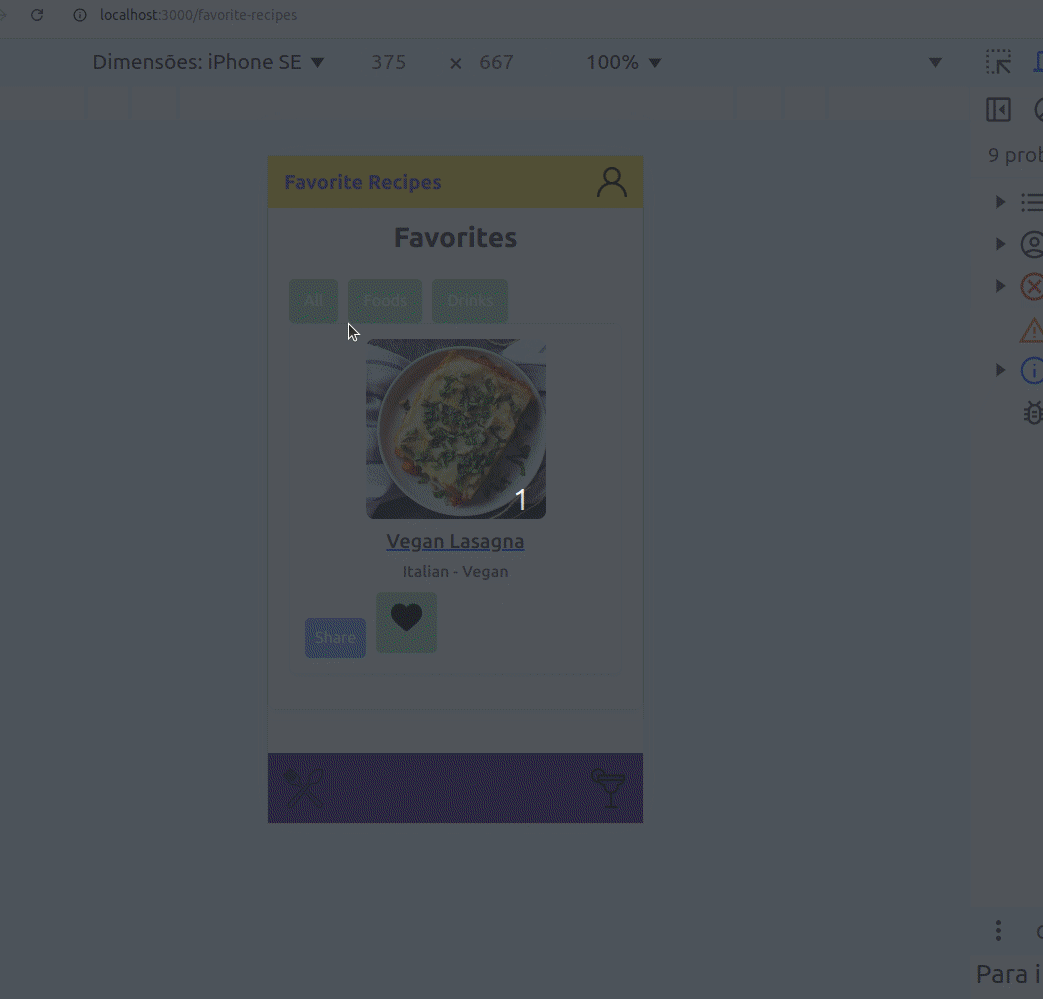 localhost:3000/favorite-recipes
Dimensões: iPhone SE ▼ 375 × 667 100% ▼
9 prob
Favorite Recipes
Favorites
All Foods Drinks
1
Vegan Lasagna
Italian - Vegan
Share
Para i